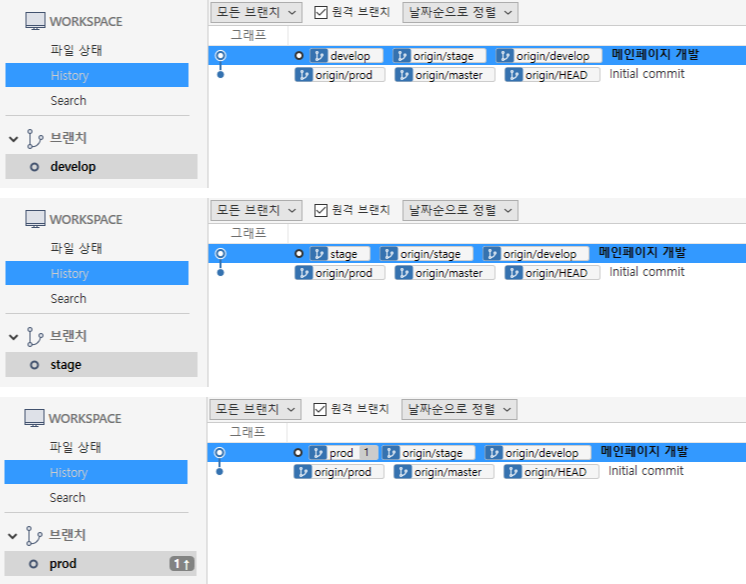 WORKSPACE
파일 상태
History
Search
브랜치
develop
모든 브랜치 원격 브랜치 날짜순으로 정렬
그래프
develop origin/stage origin/develop 메인페이지 개발
origin/prod origin/master origin/HEAD Initial commit
WORKSPACE
파일 상태
History
Search
브랜치
stage
모든 브랜치 원격 브랜치 날짜순으로 정렬
그래프
stage origin/stage origin/develop 메인페이지 개발
origin/prod origin/master origin/HEAD Initial commit
WORKSPACE
파일 상태
History
Search
브랜치
prod 1↑
모든 브랜치 원격 브랜치 날짜순으로 정렬
그래프
prod 1 origin/stage origin/develop 메인페이지 개발
origin/prod origin/master origin/HEAD Initial commit